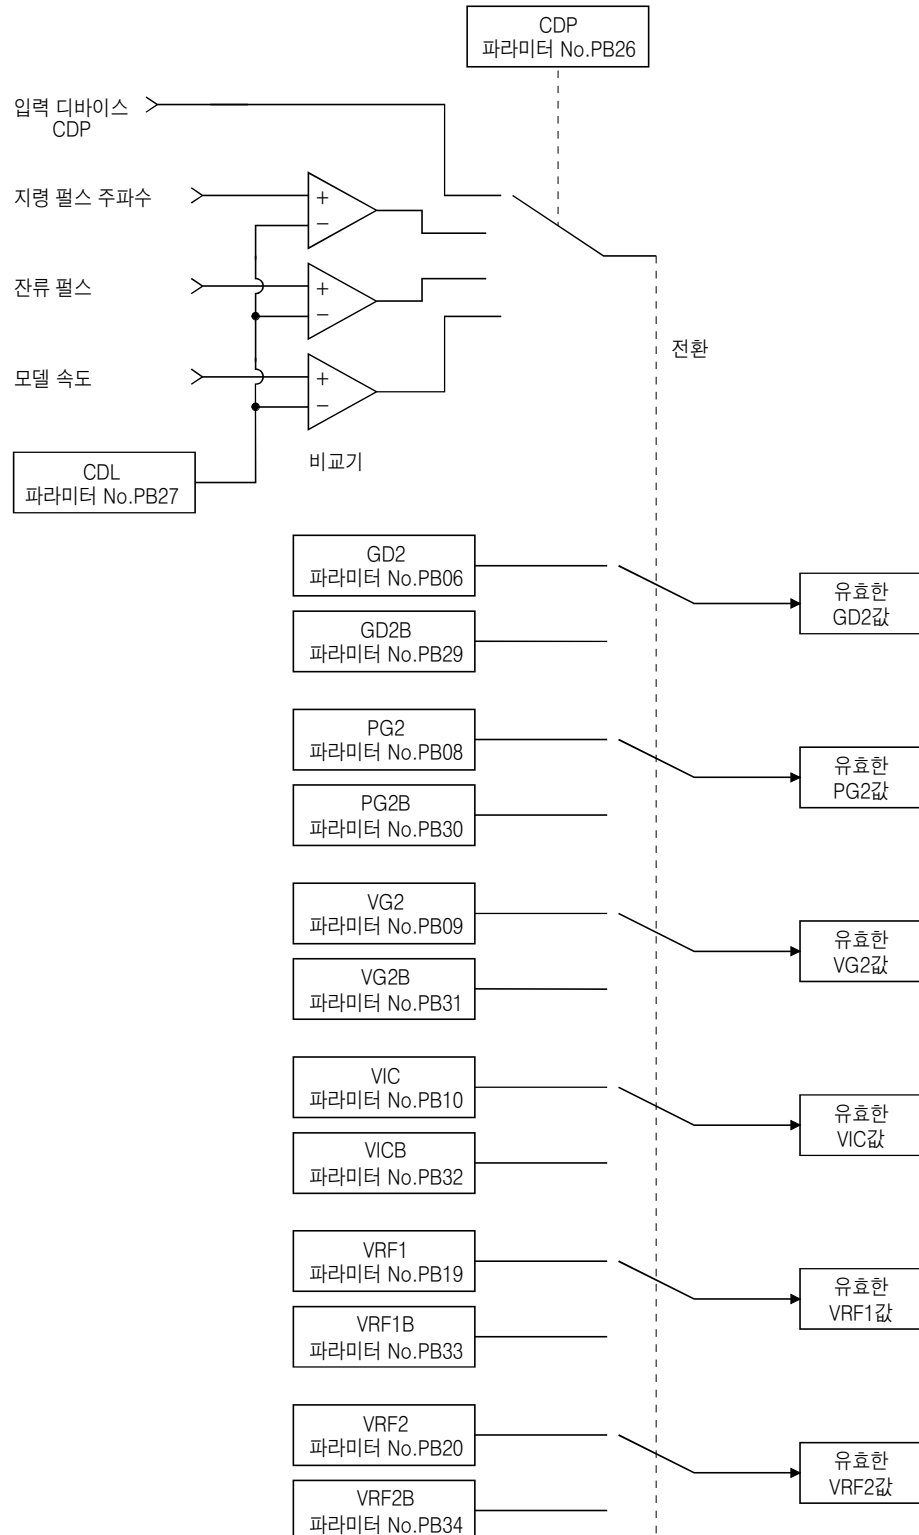 CDP
파라미터 No.PB26
입력 디바이스
CDP
지령 펄스 주파수
+
−
잔류 펄스
+
−
모델 속도
+
−
전환
비교기
CDL
파라미터 No.PB27
GD2
파라미터 No.PB06
유효한
GD2값
GD2B
파라미터 No.PB29
PG2
파라미터 No.PB08
유효한
PG2값
PG2B
파라미터 No.PB30
VG2
파라미터 No.PB09
유효한
VG2값
VG2B
파라미터 No.PB31
VIC
파라미터 No.PB10
유효한
VIC값
VICB
파라미터 No.PB32
VRF1
파라미터 No.PB19
유효한
VRF1값
VRF1B
파라미터 No.PB33
VRF2
파라미터 No.PB20
유효한
VRF2값
VRF2B
파라미터 No.PB34